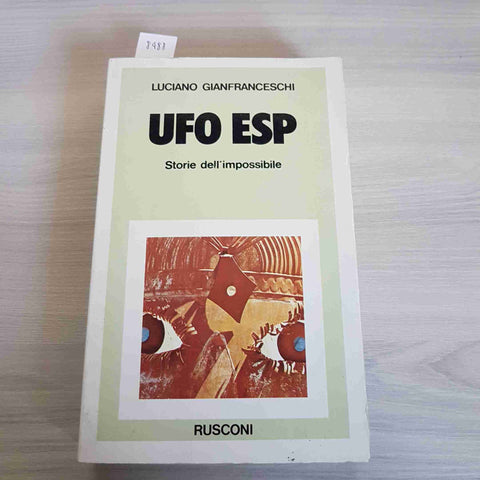 LUCIANO GIANFRANCESCHI
UFO ESP
Storie dell'impossibile
RUSCONI